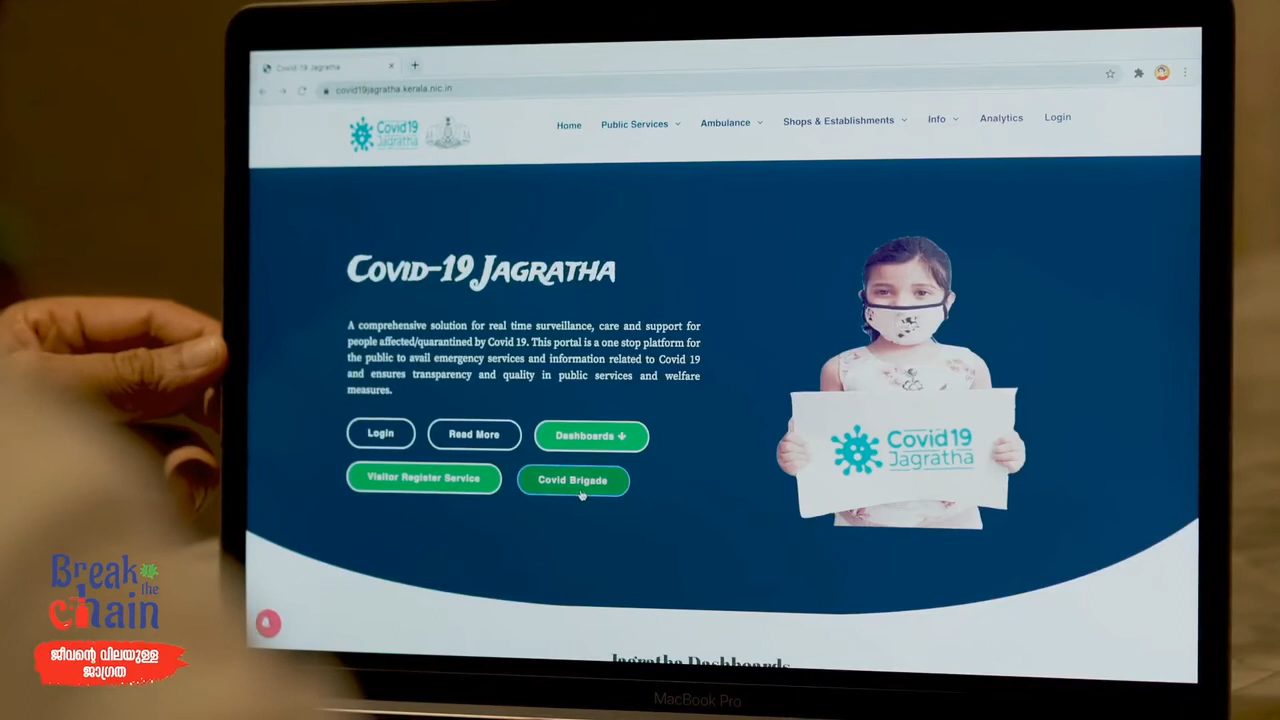 Covid-19 Jagratha
covid19jagratha.kerala.nic.in
Covid19
Jagratha
Home Public Services Ambulance Shops & Establishments Info Analytics Login
COVID-19 JAGRATHA
A comprehensive solution for real time surveillance, care and support for
people affected/quarantined by Covid 19. This portal is a one stop platform for
the public to avail emergency services and information related to Covid 19
and ensures transparency and quality in public services and welfare
measures.
Login Read More Dashboards
Visitor Register Service Covid Brigade
Covid19
Jagratha
Jagratha Dashboards
MacBook Pro
Break
the
chain
ജീവന്റെ വിലയുള്ള
ജാഗ്രത